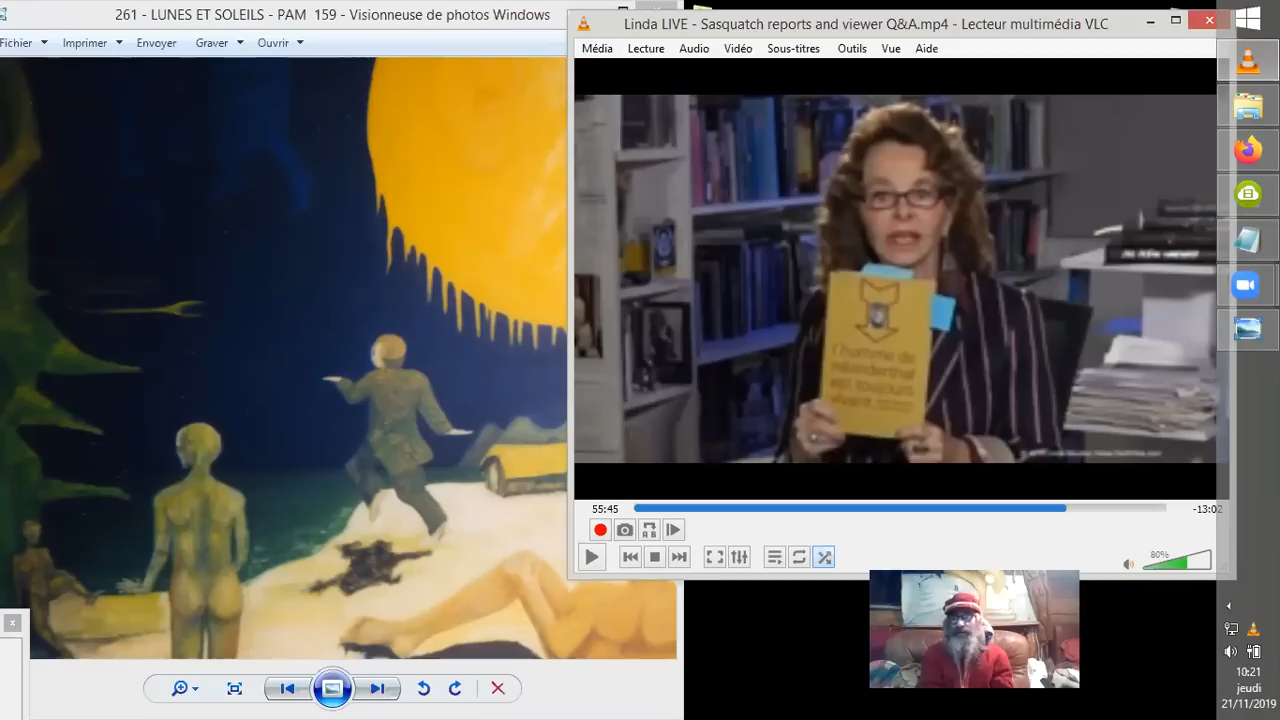 261 - LUNES ET SOLEILS - PAM 159 - Visionneuse de photos Windows
Fichier Imprimer Envoyer Graver Ouvrir
Linda LIVE - Sasquatch reports and viewer Q&A.mp4 - Lecteur multimédia VLC
Média Lecture Audio Vidéo Sous-titres Outils Vue Aide
l'homme de
néanderthal
est toujours
vivant
55:45
-13:02
80%
10:21
jeudi
21/11/2019